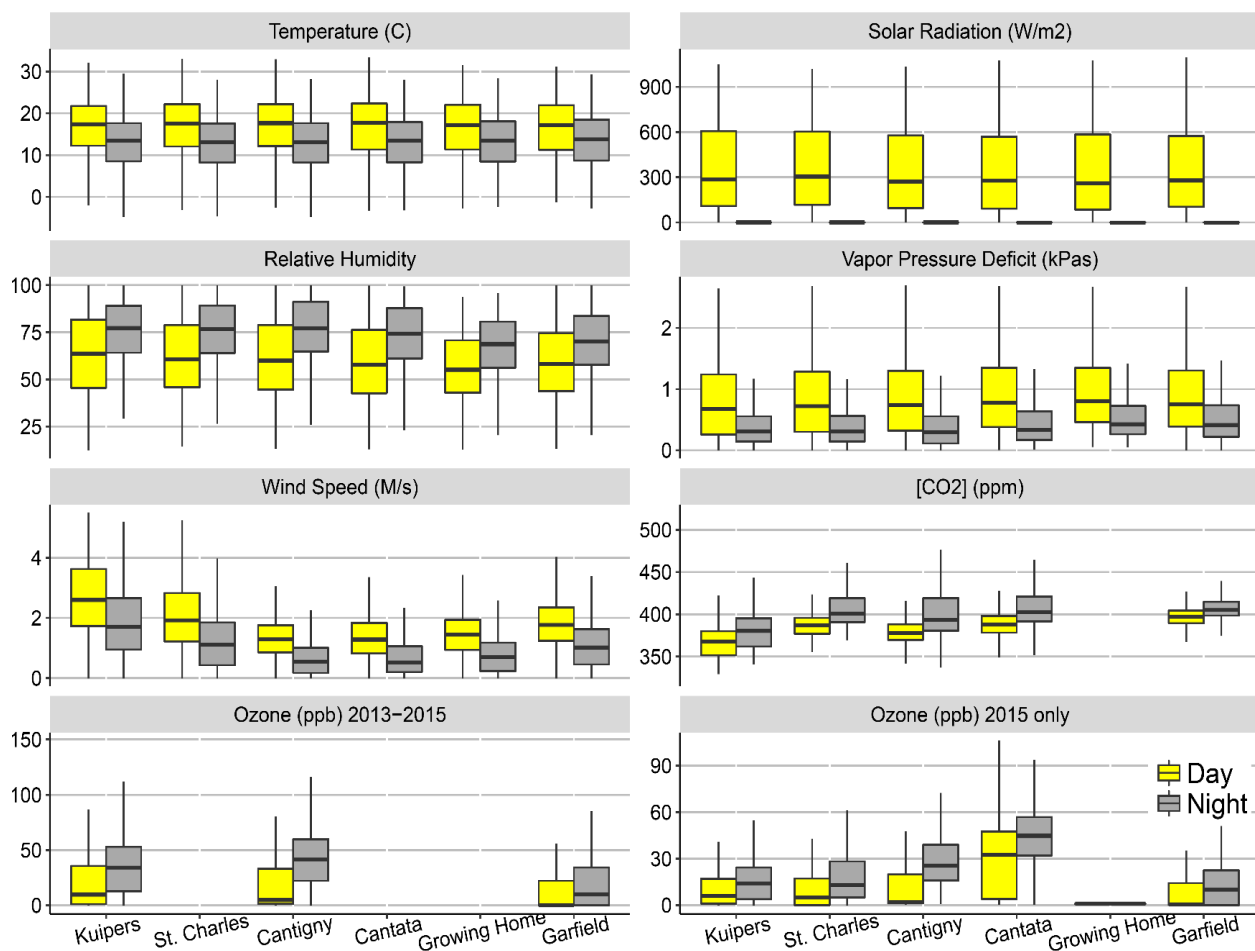 Temperature (C)
Solar Radiation (W/m2)
30
20
10
0
900
600
300
0
Relative Humidity
Vapor Pressure Deficit (kPas)
100
75
50
25
2
1
0
Wind Speed (M/s)
[CO2] (ppm)
4
2
0
500
450
400
350
Ozone (ppb) 2013−2015
Ozone (ppb) 2015 only
150
100
50
0
90
60
30
0
Day
Night
Kuipers
St. Charles
Cantigny
Cantata
Growing Home
Garfield
Kuipers
St. Charles
Cantigny
Cantata
Growing Home
Garfield